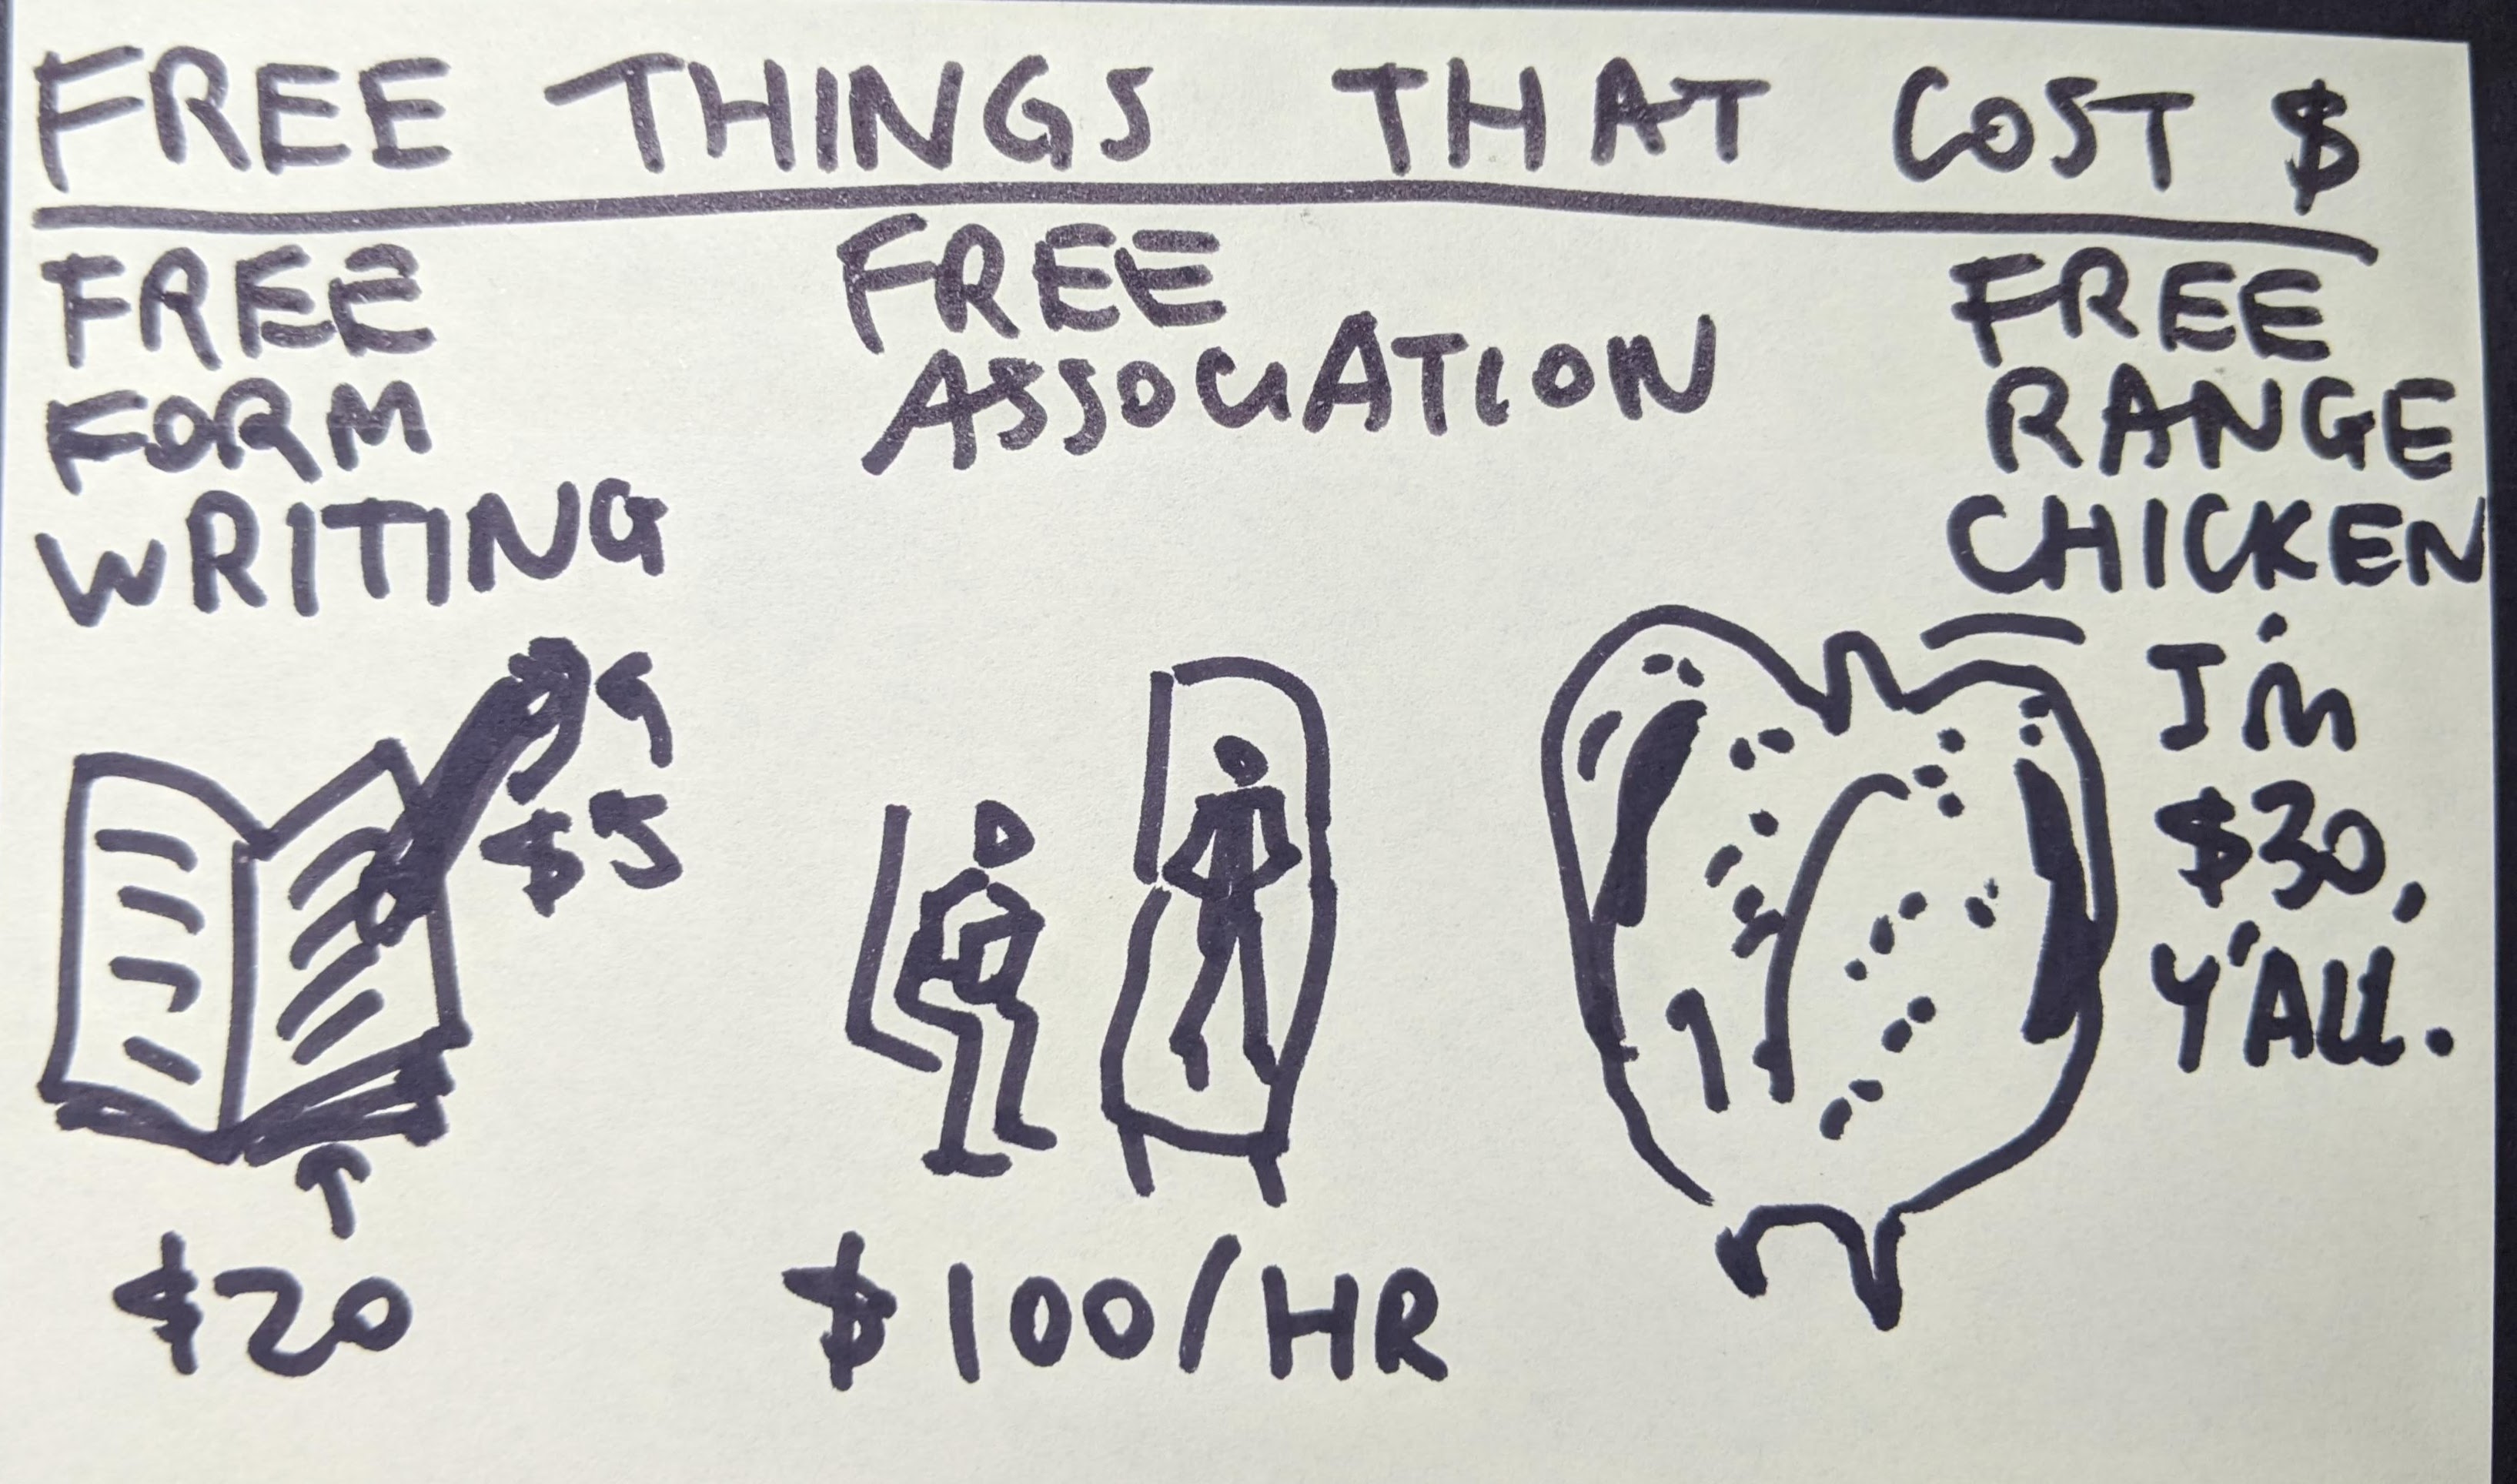 FREE THINGS THAT COST $
FREE
FORM
WRITING
$5
$20
FREE
ASSOCIATION
$100/HR
FREE
RANGE
CHICKEN
I'M
$30,
Y'ALL.